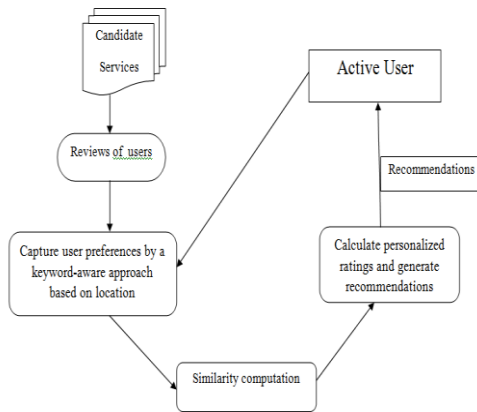 Candidate
Services
Active User
Reviews of users
Recommendations
Capture user preferences by a
keyword-aware approach
based on location
Calculate personalized
ratings and generate
recommendations
Similarity computation